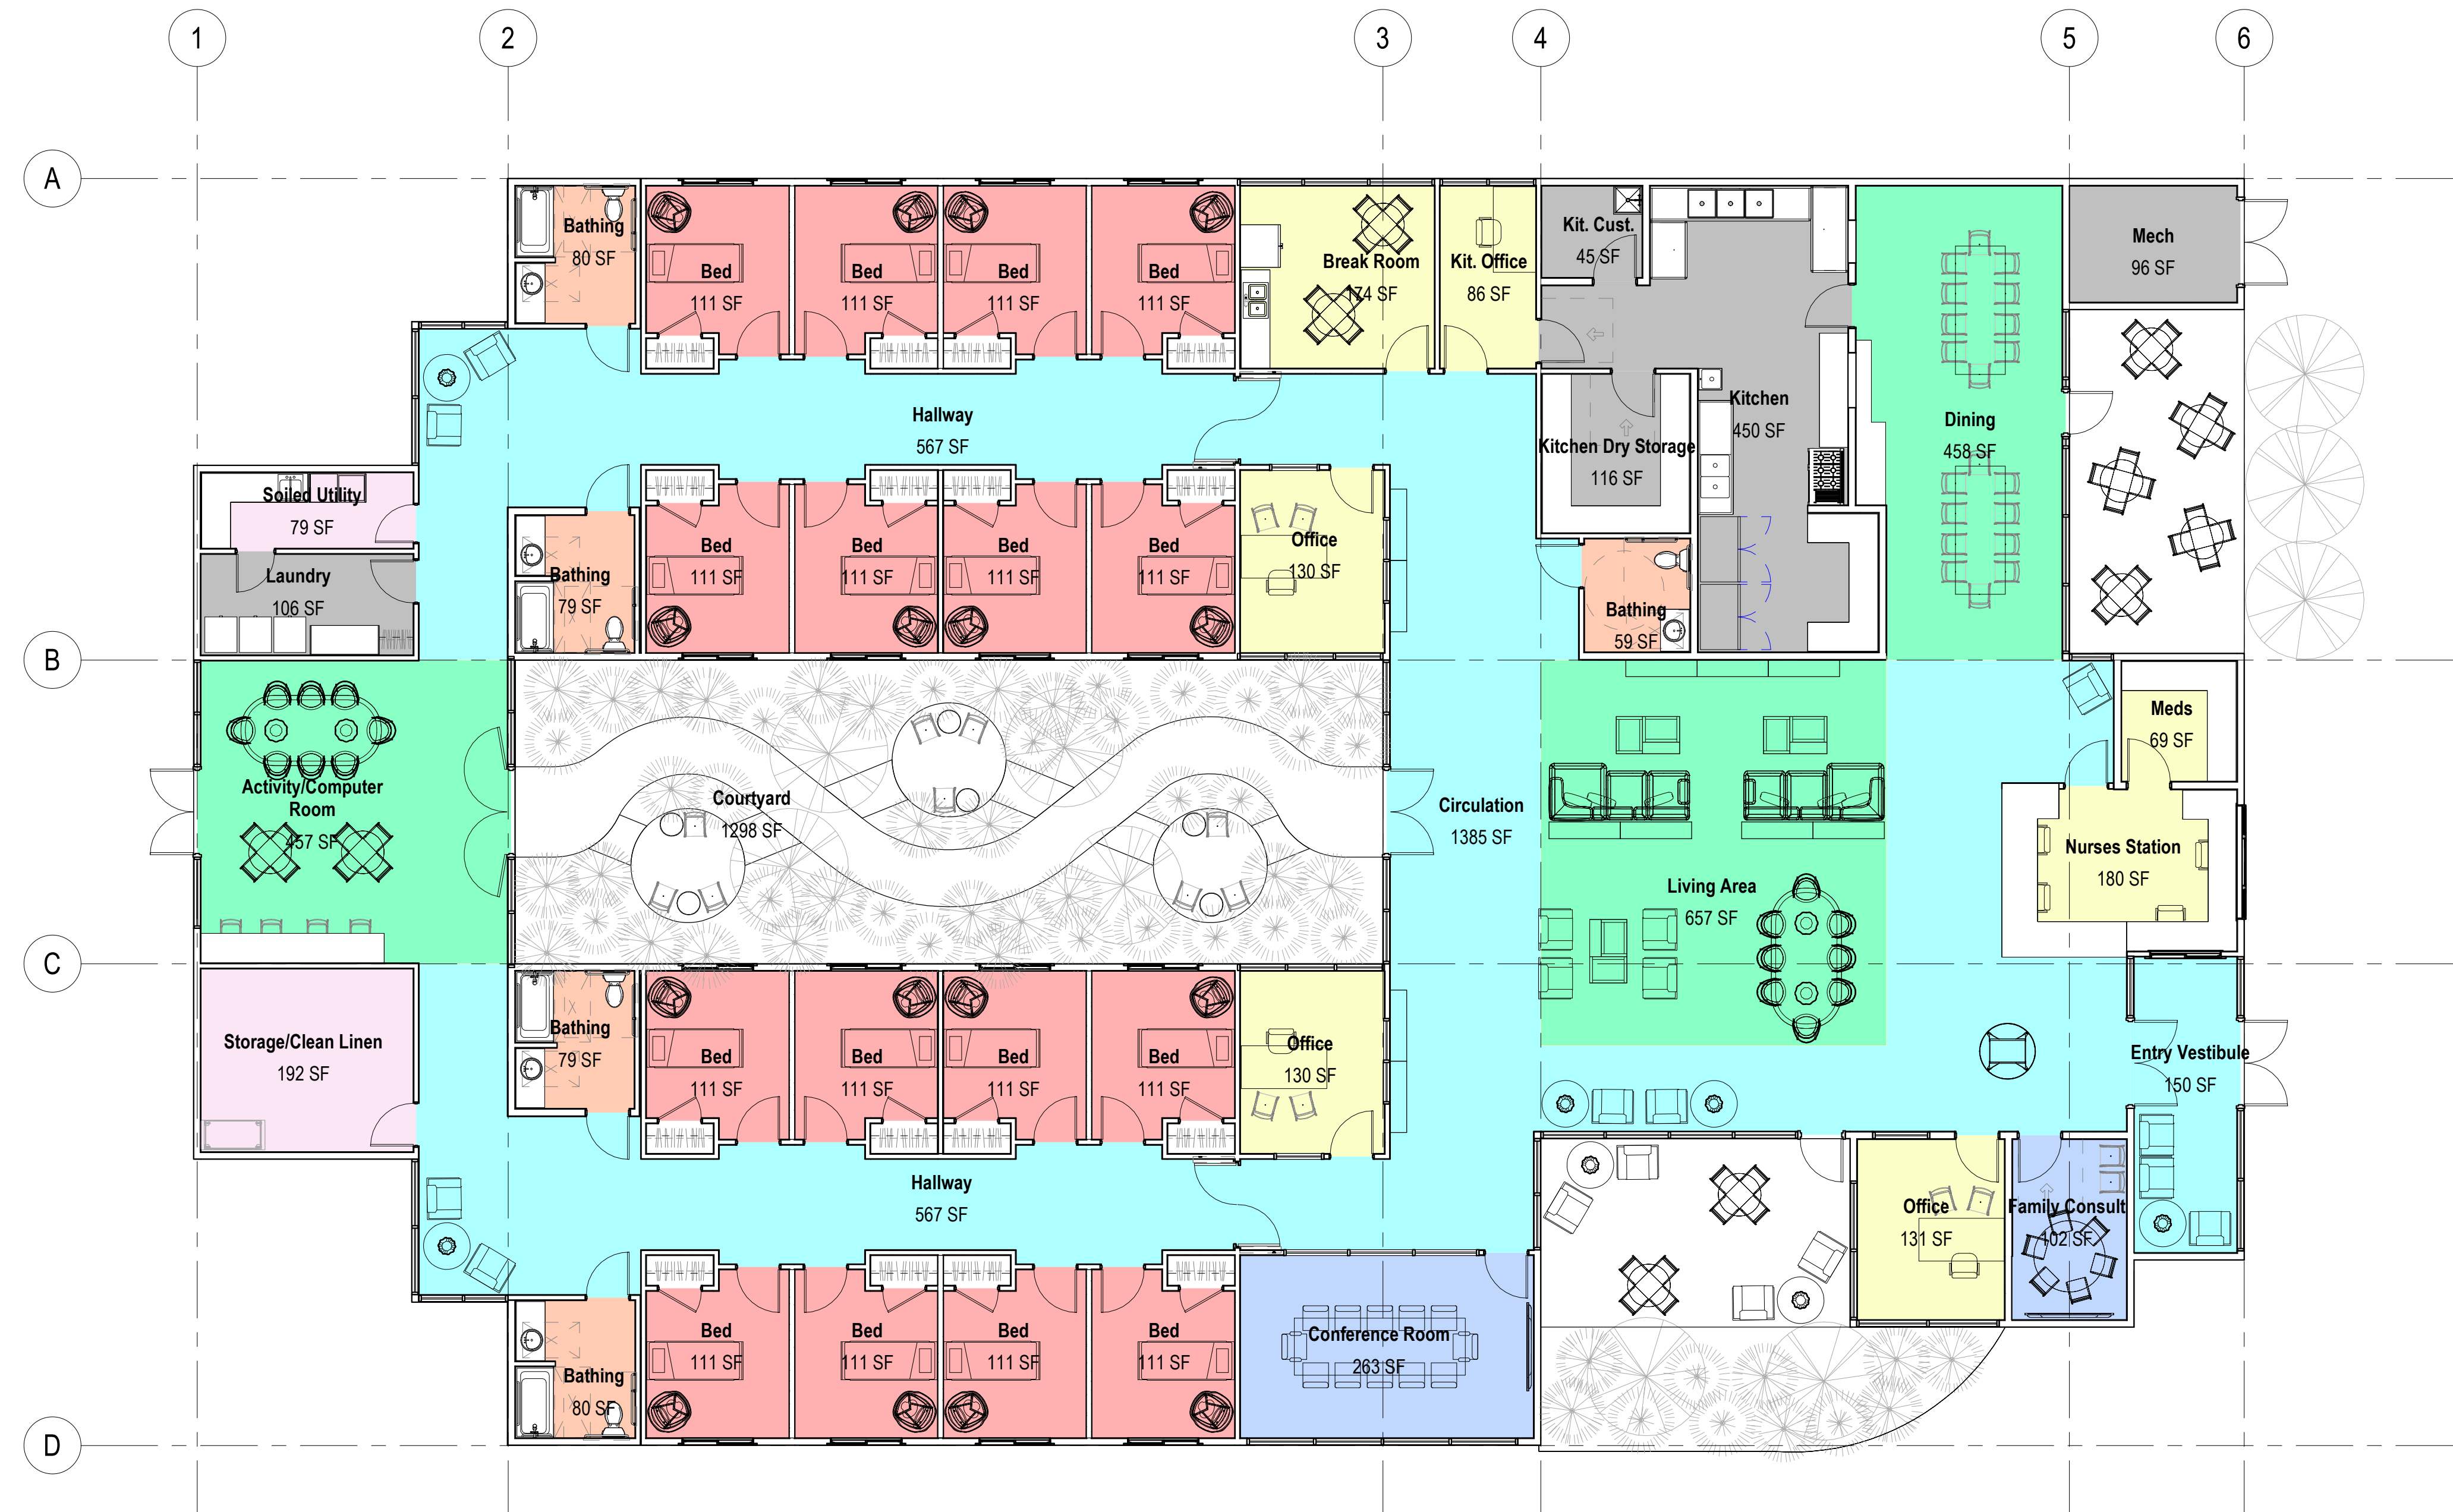 1 2 3 4 5 6
A
Bathing
80 SF
Bed
111 SF
Bed
111 SF
Bed
111 SF
Bed
111 SF
Break Room
174 SF
Kit. Office
86 SF
Kit. Cust.
45 SF
Mech
96 SF
Hallway
567 SF
Kitchen
450 SF
Kitchen Dry Storage
116 SF
Dining
458 SF
Soiled Utility
79 SF
Laundry
106 SF
Bathing
79 SF
Bed
111 SF
Bed
111 SF
Bed
111 SF
Bed
111 SF
Office
130 SF
Bathing
59 SF
B
Meds
69 SF
Activity/Computer
Room
457 SF
Courtyard
1298 SF
Circulation
1385 SF
Living Area
657 SF
Nurses Station
180 SF
C
Storage/Clean Linen
192 SF
Bathing
79 SF
Bed
111 SF
Bed
111 SF
Bed
111 SF
Bed
111 SF
Office
130 SF
Entry Vestibule
150 SF
Hallway
567 SF
Office
131 SF
Family Consult
102 SF
Bathing
80 SF
Bed
111 SF
Bed
111 SF
Bed
111 SF
Bed
111 SF
Conference Room
263 SF
D